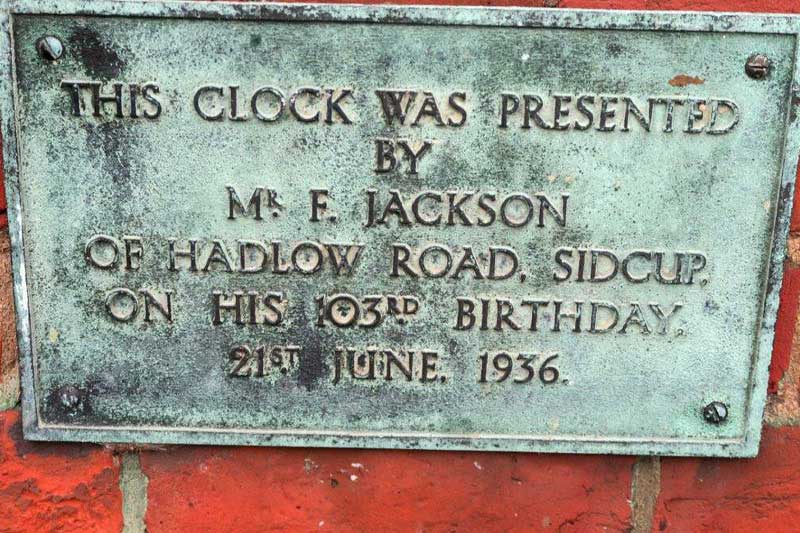 THIS CLOCK WAS PRESENTED
BY
MR F. JACKSON
OF HADLOW ROAD, SIDCUP.
ON HIS 103RD BIRTHDAY.
21ST JUNE. 1936.